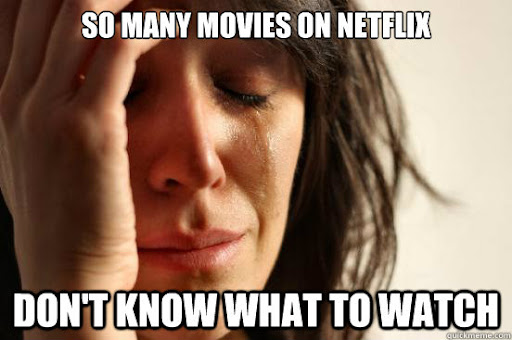 SO MANY MOVIES ON NETFLIX
DON'T KNOW WHAT TO WATCH
quickmeme.com